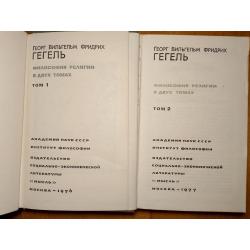 ГЕОРГ ВИЛЬГЕЛЬМ ФРИДРИХ
ГЕГЕЛЬ
ФИЛОСОФИЯ РЕЛИГИИ
В ДВУХ ТОМАХ
ТОМ 1
АКАДЕМИЯ НАУК СССР
ИНСТИТУТ ФИЛОСОФИИ
ИЗДАТЕЛЬСТВО
СОЦИАЛЬНО-ЭКОНОМИЧЕСКОЙ
ЛИТЕРАТУРЫ
«МЫСЛЬ»
МОСКВА — 1976
ГЕОРГ ВИЛЬГЕЛЬМ ФРИДРИХ
ГЕГЕЛЬ
ФИЛОСОФИЯ РЕЛИГИИ
В ДВУХ ТОМАХ
ТОМ 2
АКАДЕМИЯ НАУК СССР
ИНСТИТУТ ФИЛОСОФИИ
ИЗДАТЕЛЬСТВО
СОЦИАЛЬНО-ЭКОНОМИЧЕСКОЙ
ЛИТЕРАТУРЫ
«МЫСЛЬ»
МОСКВА — 1977